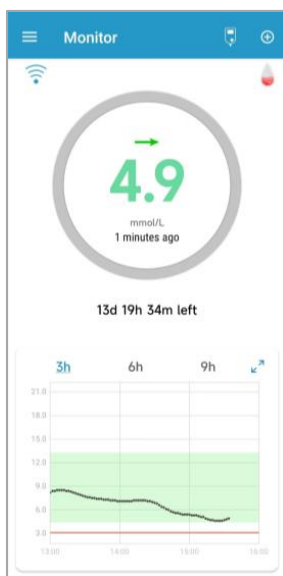 Monitor
4.9
mmol/L
1 minutes ago
13d 19h 34m left
3h 6h 9h
21.0
18.0
15.0
12.0
9.0
6.0
3.0
13:00 14:00 15:00 16:00